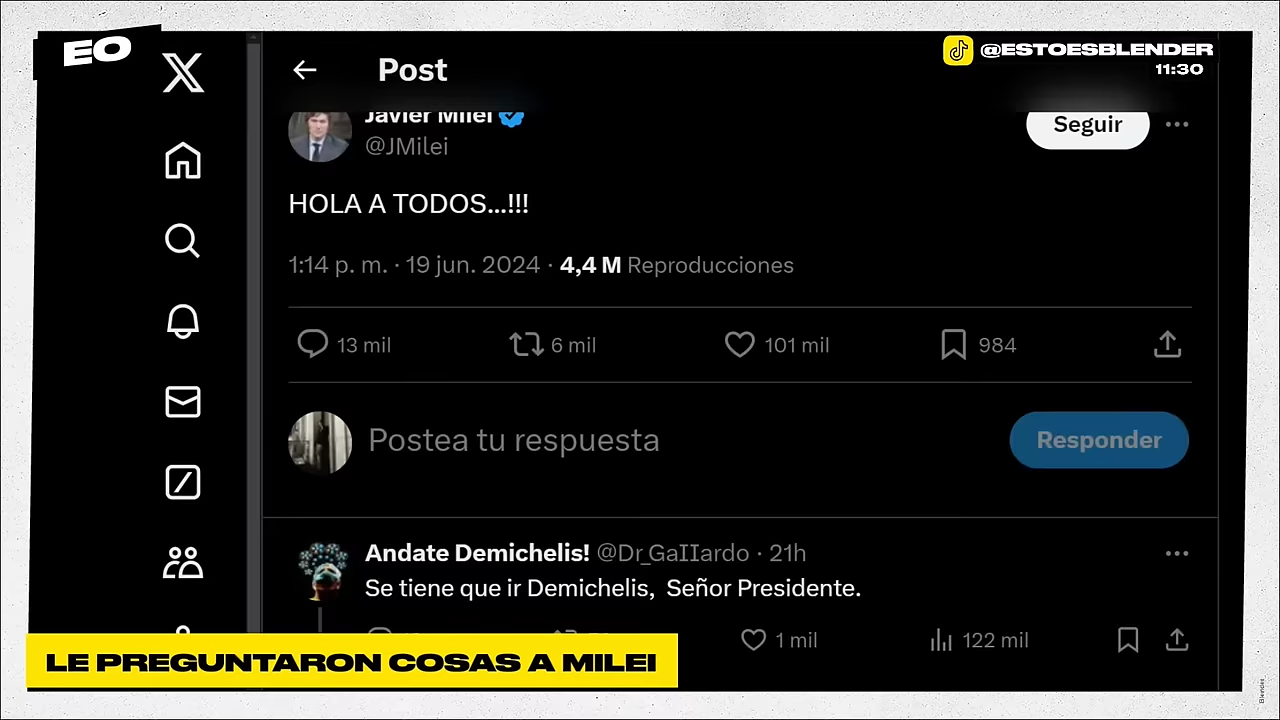 EO
@ESTOESBLENDER
11:30
Post
Javier Milei
@JMilei
Seguir
HOLA A TODOS...!!!
1:14 p. m. · 19 jun. 2024 · 4,4 M Reproducciones
13 mil
6 mil
101 mil
984
Postea tu respuesta
Responder
Andate Demichelis! @Dr_GaIIardo · 21h
Se tiene que ir Demichelis, Señor Presidente.
1 mil
122 mil
LE PREGUNTARON COSAS A MILEI
Blender